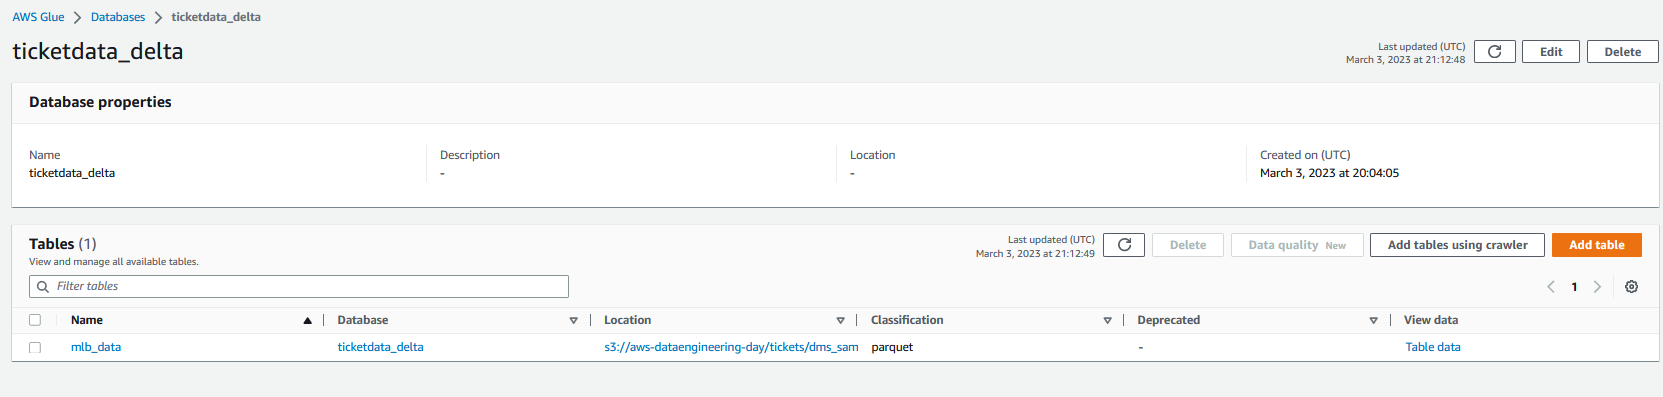 AWS Glue > Databases > ticketdata_delta
ticketdata_delta
Last updated (UTC)
March 3, 2023 at 21:12:48
Edit
Delete
Database properties
Name
ticketdata_delta
Description
-
Location
-
Created on (UTC)
March 3, 2023 at 20:04:05
Tables (1)
View and manage all available tables.
Last updated (UTC)
March 3, 2023 at 21:12:49
Delete
Data quality New
Add tables using crawler
Add table
Filter tables
1
Name Database Location Classification Deprecated View data
mlb_data ticketdata_delta s3://aws-dataengineering-day/tickets/dms_sam parquet - Table data